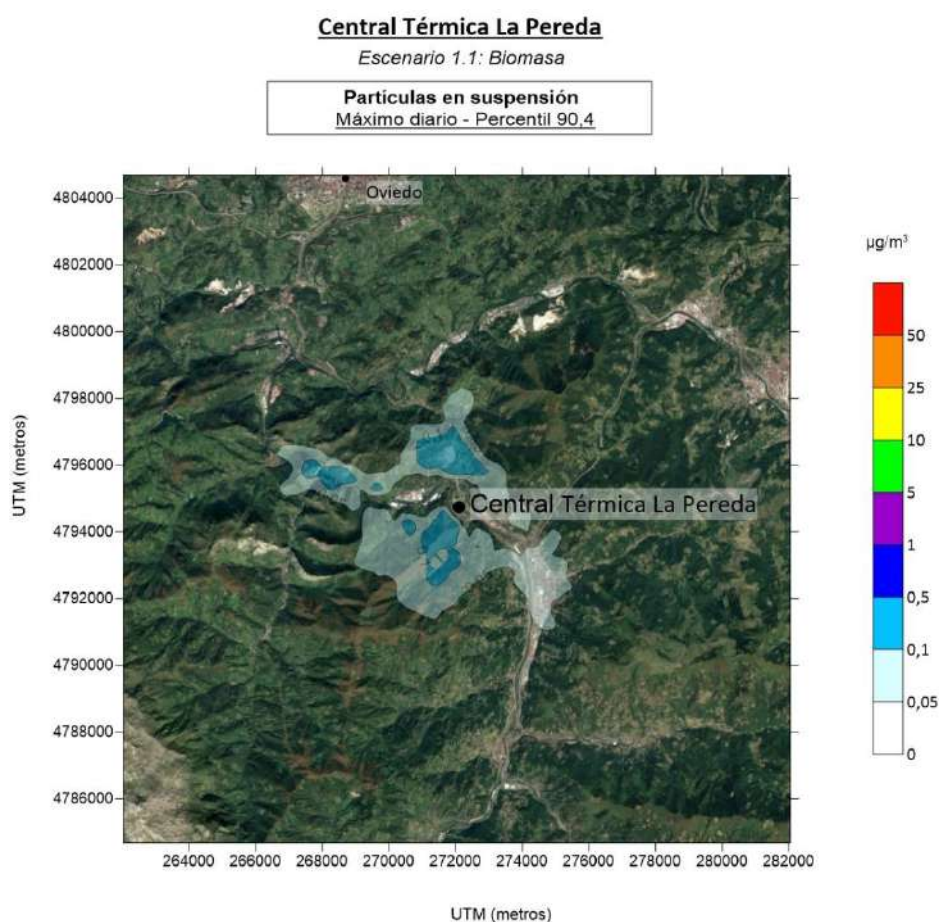 Central Térmica La Pereda
Escenario 1.1: Biomasa
Partículas en suspensión
Máximo diario - Percentil 90,4
4804000
4802000
4800000
4798000
4796000
4794000
4792000
4790000
4788000
4786000
UTM (metros)
Oviedo
Central Térmica La Pereda
264000 266000 268000 270000 272000 274000 276000 278000 280000 282000
UTM (metros)
µg/m³
50
25
10
5
1
0,5
0,1
0,05
0